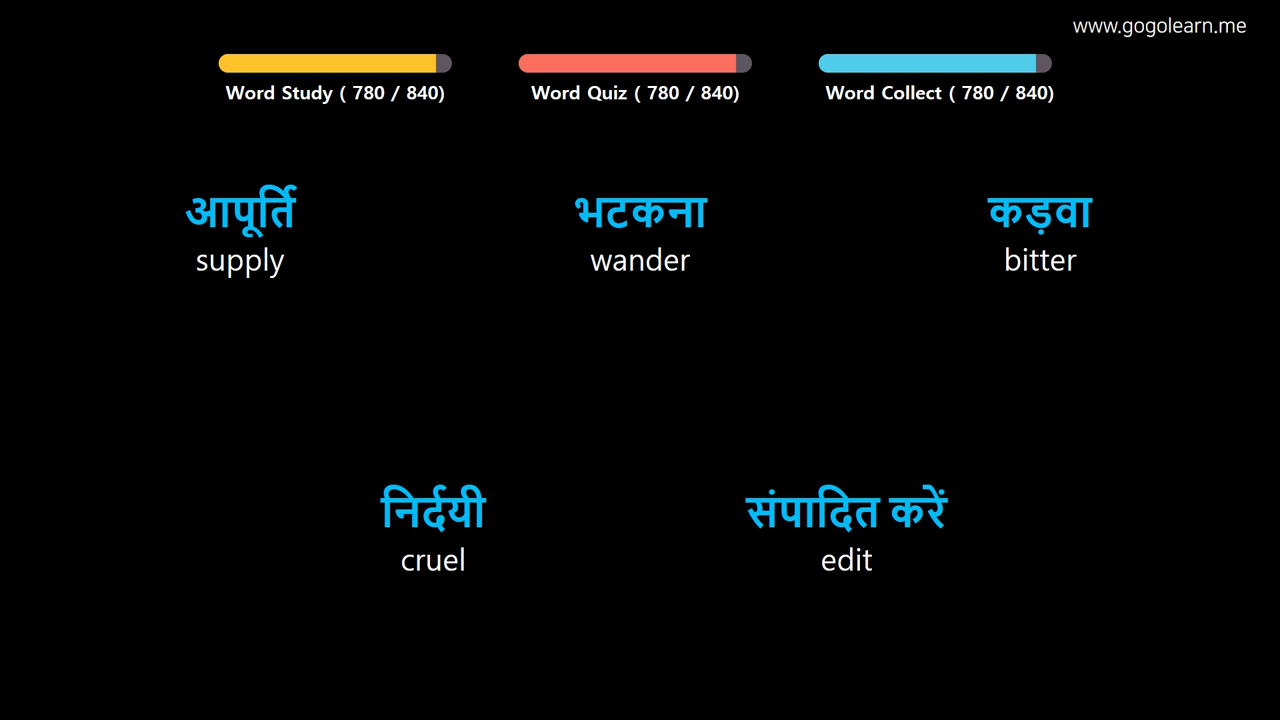 www.gogolearn.me
Word Study ( 780 / 840)
Word Quiz ( 780 / 840)
Word Collect ( 780 / 840)
आपूर्ति
supply
भटकना
wander
कड़वा
bitter
निर्दयी
cruel
संपादित करें
edit